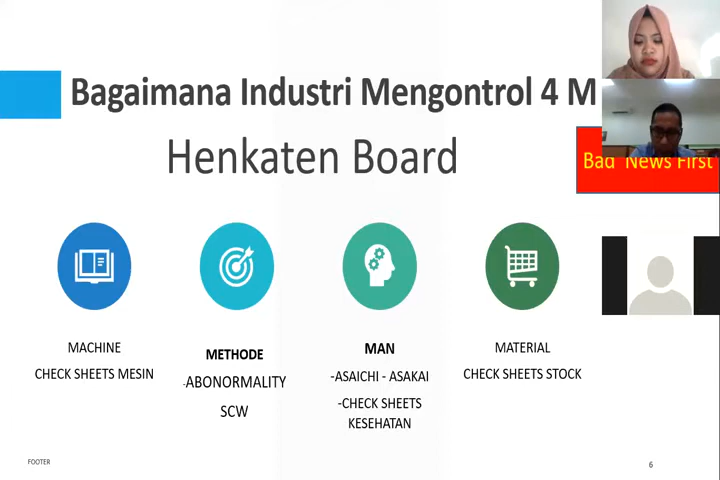 Bagaimana Industri Mengontrol 4 M
Henkaten Board
Bad News First
MACHINE
CHECK SHEETS MESIN
METHODE
-ABONORMALITY
SCW
MAN
-ASAICHI - ASAKAI
-CHECK SHEETS
KESEHATAN
MATERIAL
CHECK SHEETS STOCK
FOOTER
6